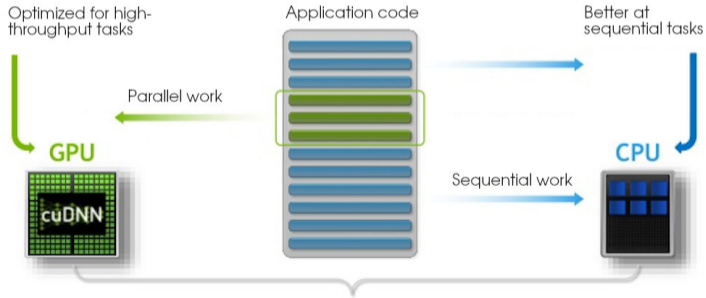 Optimized for high-
throughput tasks
Application code
Better at
sequential tasks
Parallel work
GPU
CPU
cuDNN
Sequential work